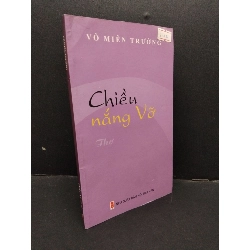 VÕ MIÊN TRƯỜNG
Chiều
nắng Vỡ
Thơ